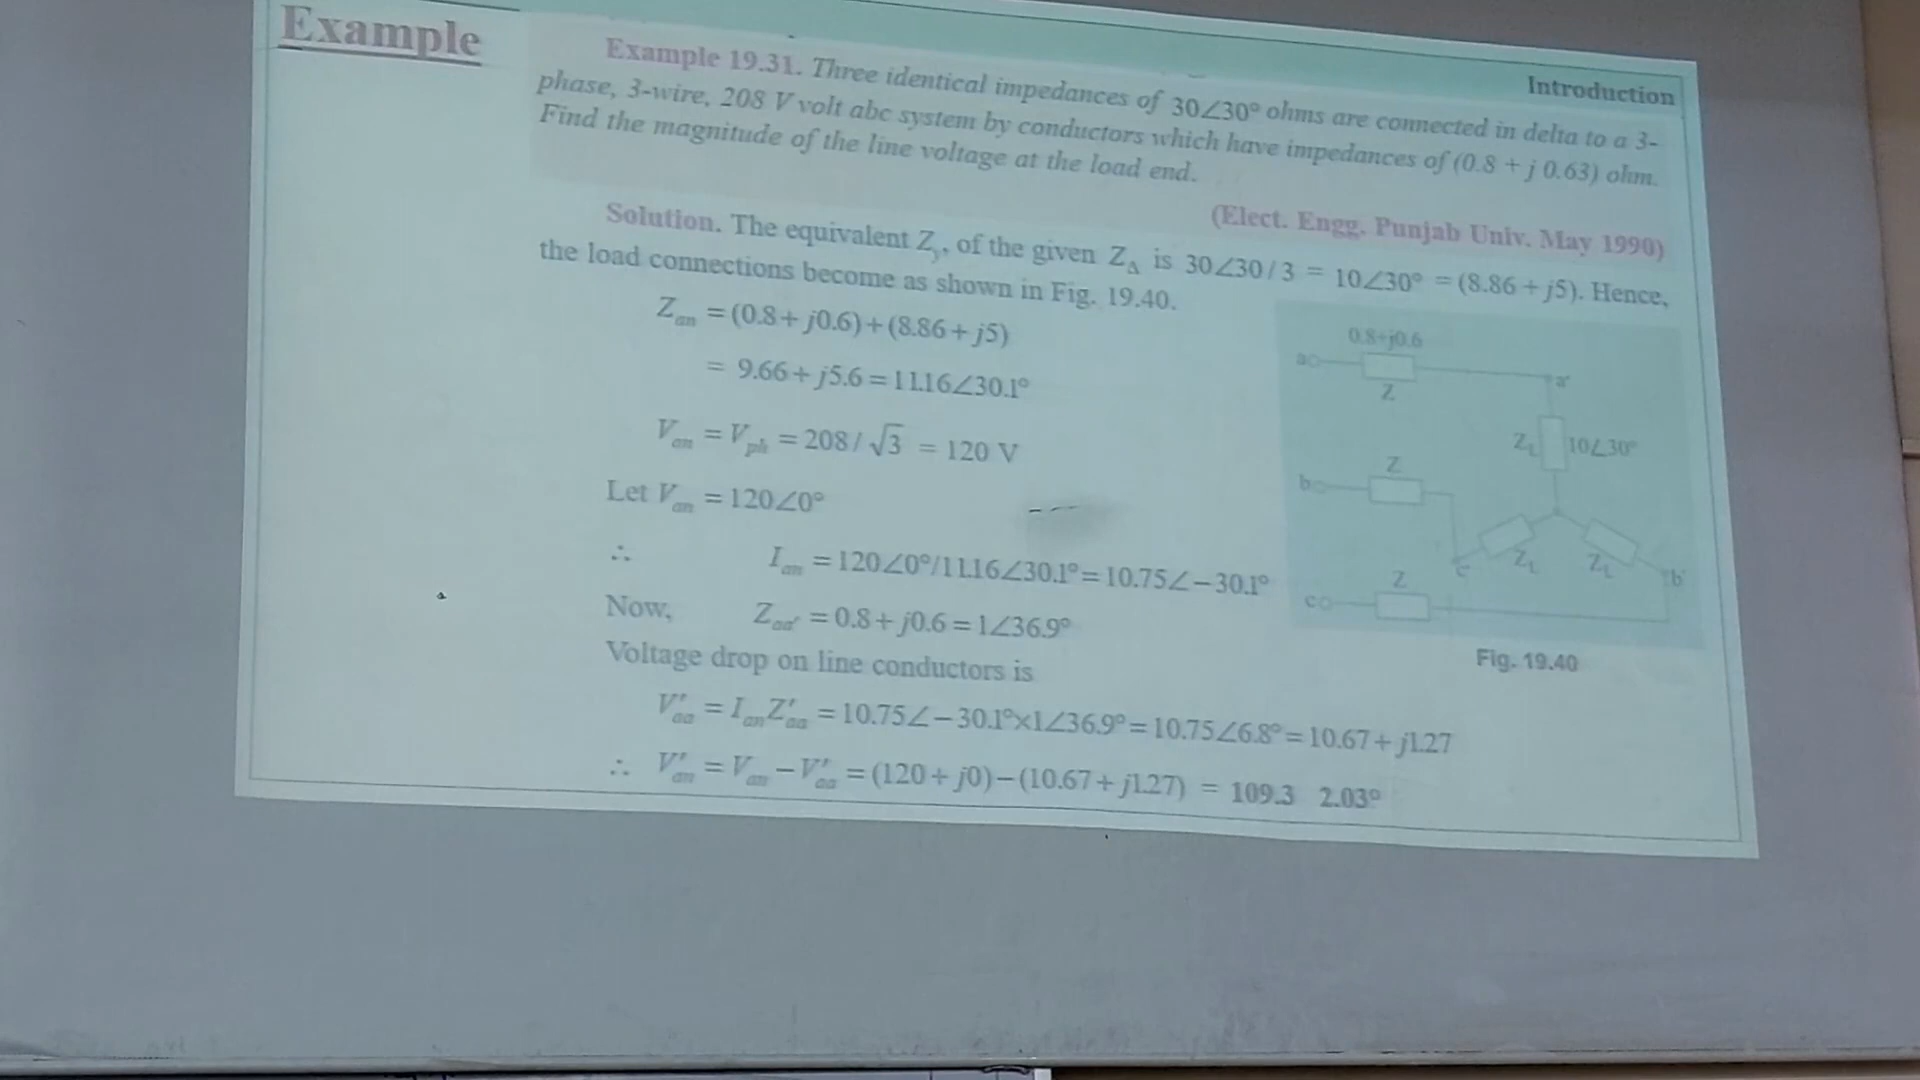 Example
Introduction
Example 19.31. Three identical impedances of 30∠30° ohms are connected in delta to a 3-
phase, 3-wire, 208 V volt abc system by conductors which have impedances of (0.8 + j 0.63) ohm.
Find the magnitude of the line voltage at the load end.
(Elect. Engg. Punjab Univ. May 1990)
Solution. The equivalent Zy, of the given ZΔ is 30∠30/3 = 10∠30° = (8.86 + j5). Hence,
the load connections become as shown in Fig. 19.40.
Zan = (0.8 + j0.6) + (8.86 + j5)
= 9.66 + j5.6 = 11.16∠30.1°
Van = Vph = 208/√3 = 120 V
Let Van = 120∠0°
∴ Ian = 120∠0°/11.16∠30.1° = 10.75∠–30.1°
Now, Zaa' = 0.8 + j0.6 = 1∠36.9°
Voltage drop on line conductors is
V'aa = Ian Z'aa = 10.75∠–30.1°×1∠36.9° = 10.75∠6.8° = 10.67 + j1.27
∴ V'an = Van – V'aa = (120 + j0) – (10.67 + j1.27) = 109.3 2.03°
0.8+j0.6
a
Z
a'
ZL 10∠30°
b
Z
c'
ZL
ZL
b'
c
Z
Fig. 19.40